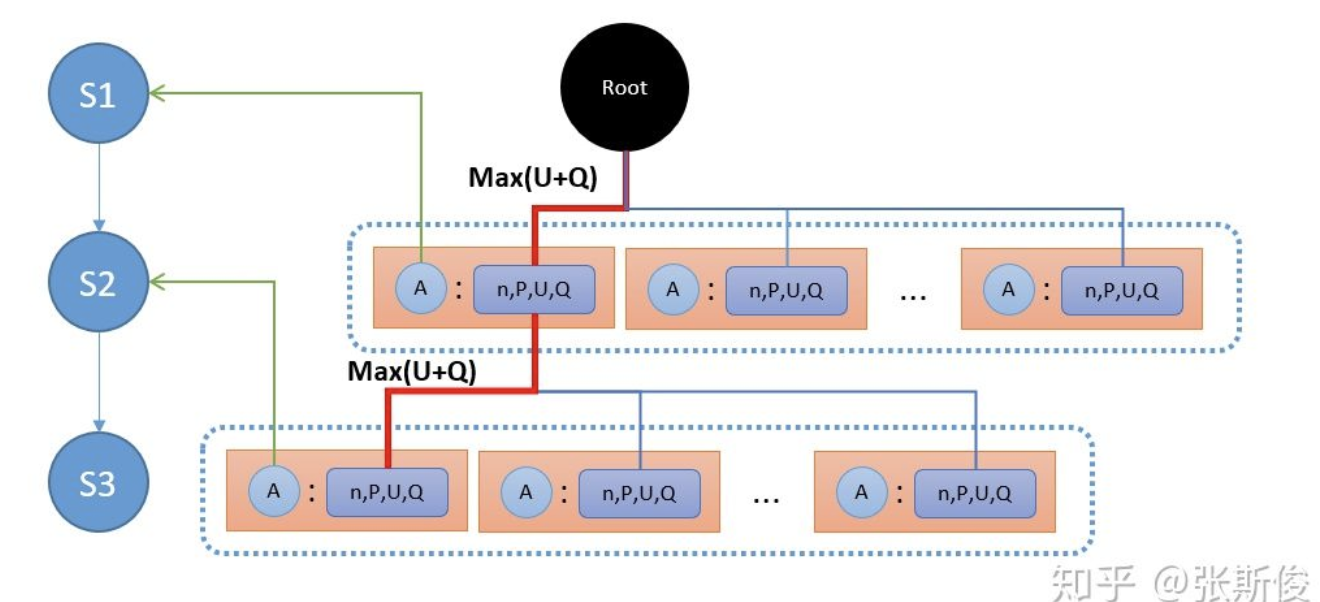 S1
Root
Max(U+Q)
S2
A : n,P,U,Q A : n,P,U,Q ... A : n,P,U,Q
Max(U+Q)
S3
A : n,P,U,Q A : n,P,U,Q ... A : n,P,U,Q
知乎 @张斯俊